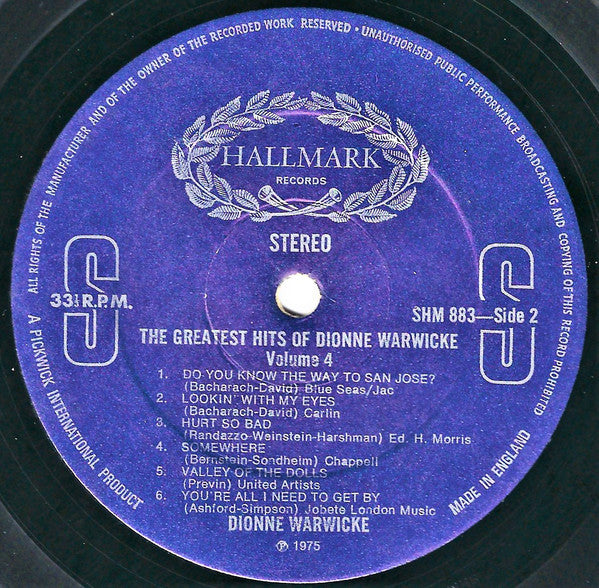 ALL RIGHTS OF THE MANUFACTURER AND OF THE OWNER OF THE RECORDED WORK RESERVED • UNAUTHORISED PUBLIC PERFORMANCE BROADCASTING AND COPYING OF THIS RECORD PROHIBITED
HALLMARK
RECORDS
STEREO
S S
33⅓ R.P.M.
SHM 883—Side 2
THE GREATEST HITS OF DIONNE WARWICKE
Volume 4
1. DO YOU KNOW THE WAY TO SAN JOSE?
(Bacharach-David) Blue Seas/Jac
2. LOOKIN' WITH MY EYES
(Bacharach-David) Carlin
3. HURT SO BAD
(Randazzo-Weinstein-Harshman) Ed. H. Morris
4. SOMEWHERE
(Bernstein-Sondheim) Chappell
5. VALLEY OF THE DOLLS
(Previn) United Artists
6. YOU'RE ALL I NEED TO GET BY
(Ashford-Simpson) Jobete London Music
DIONNE WARWICKE
℗ 1975
A PICKWICK INTERNATIONAL PRODUCT
MADE IN ENGLAND